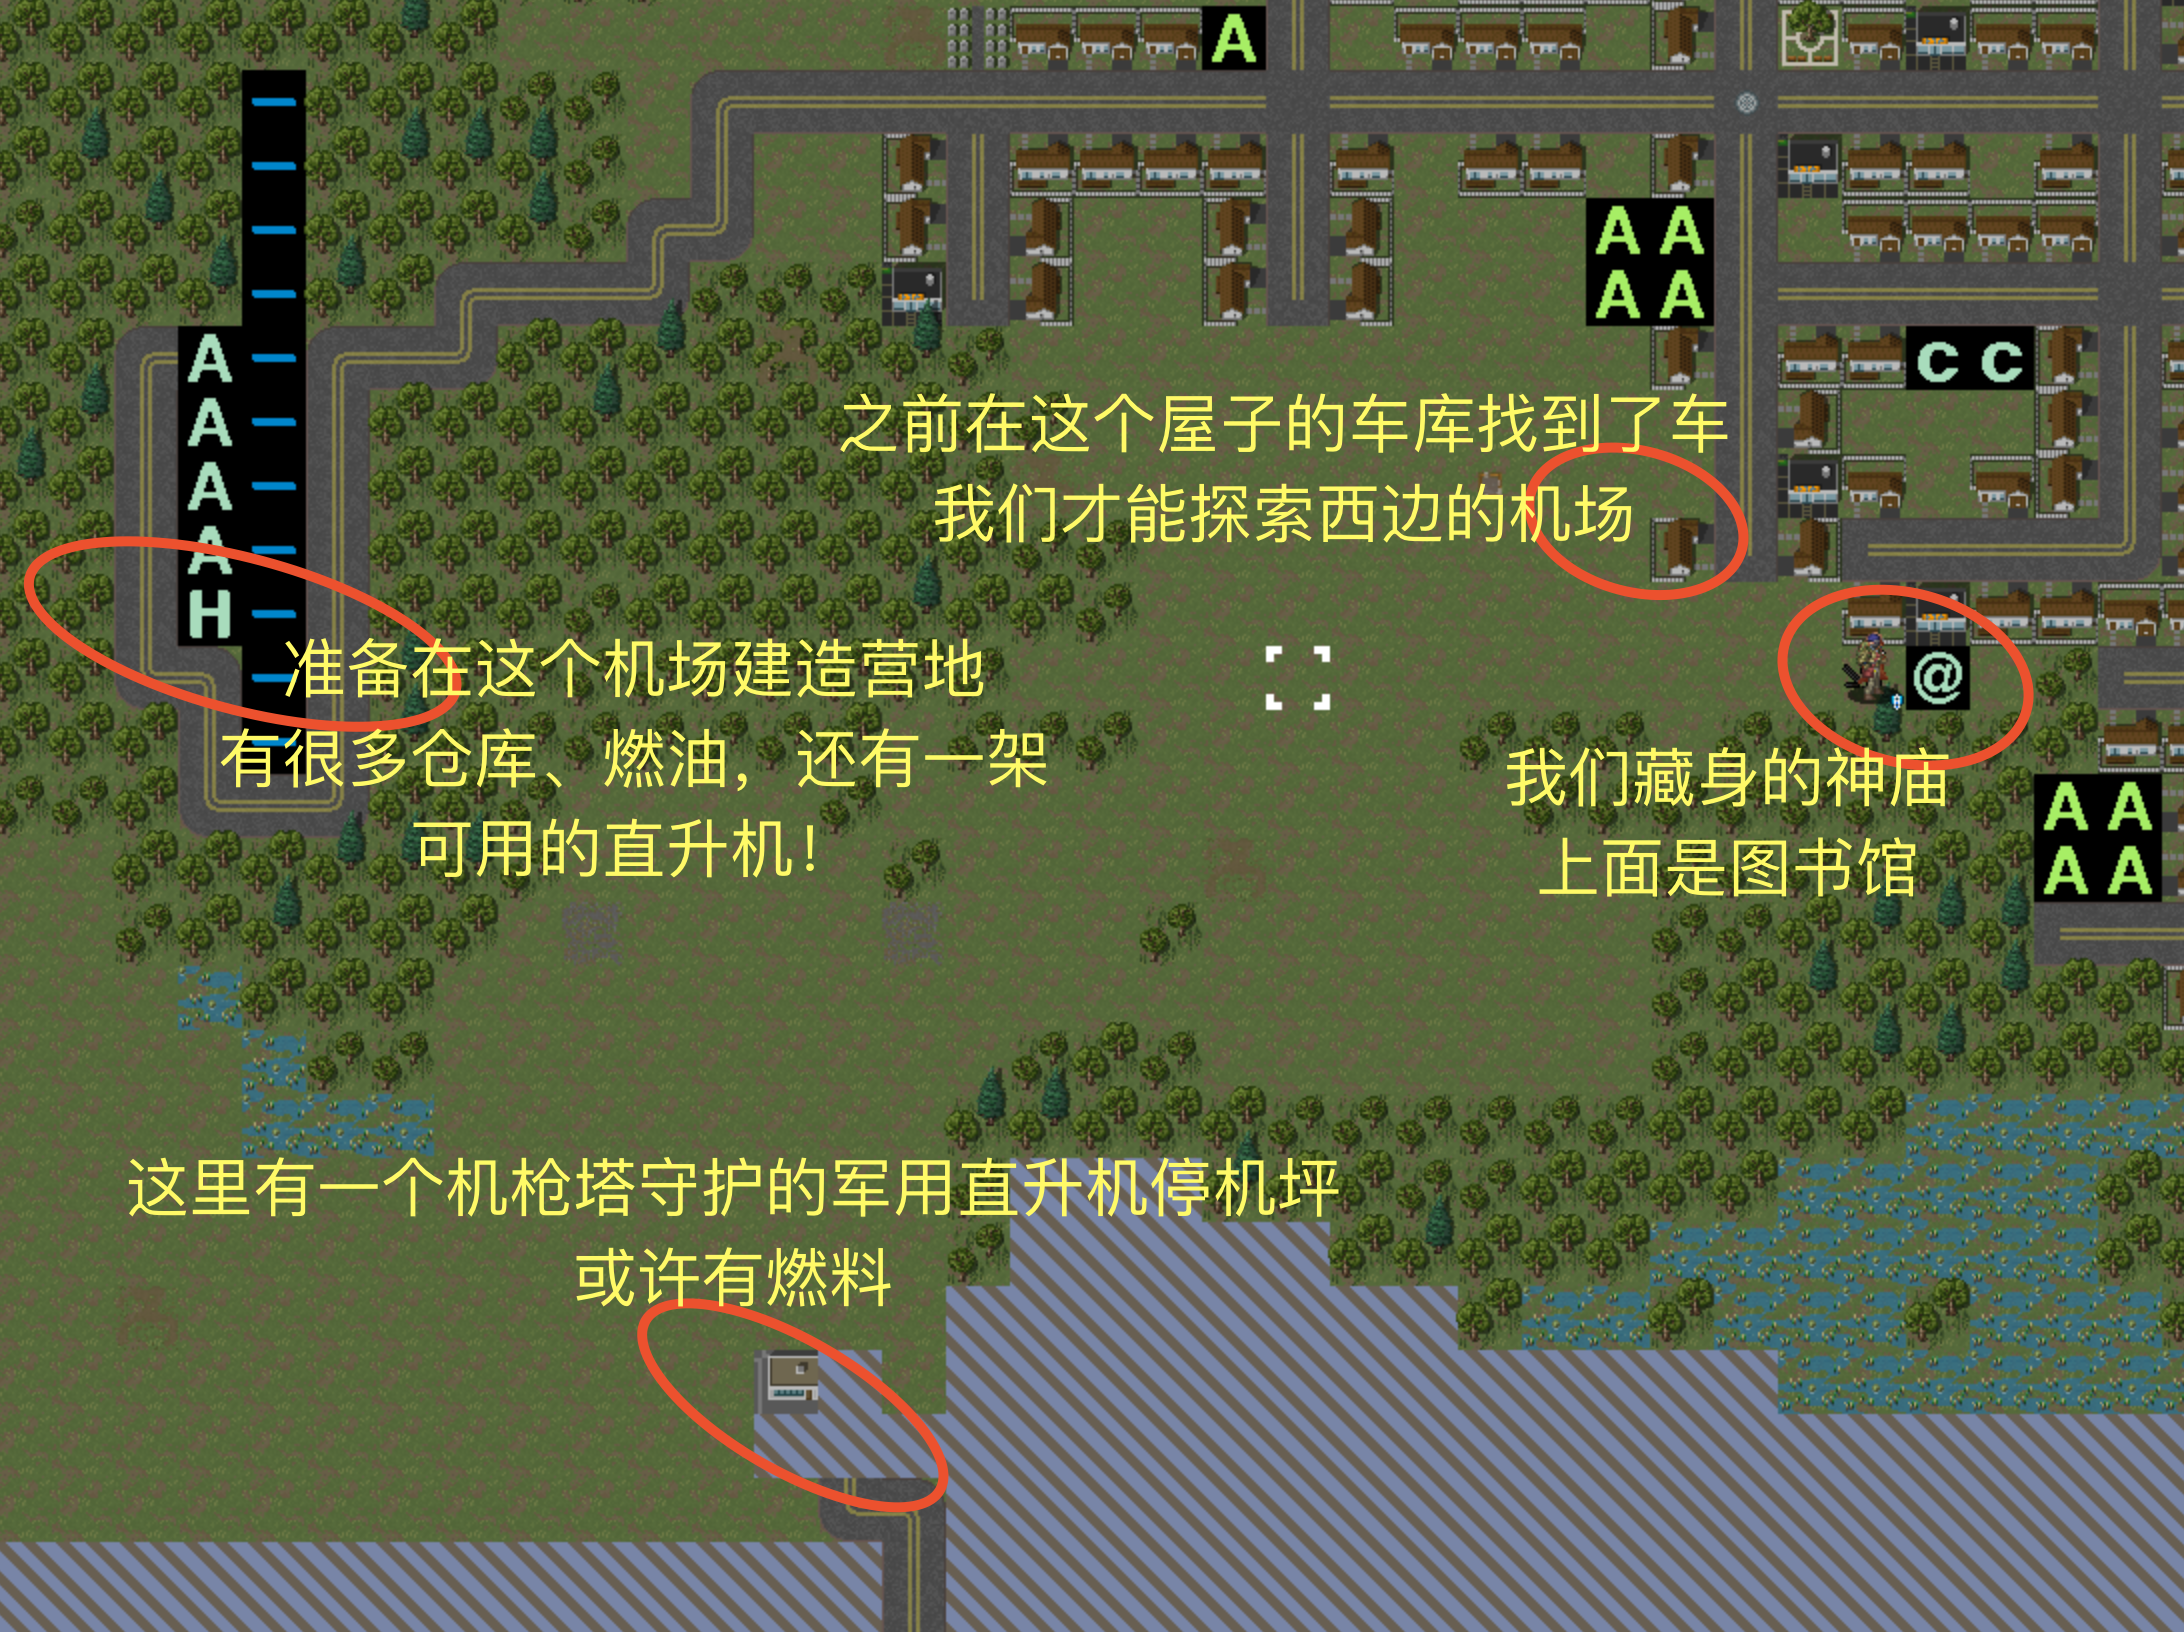 A
A A
A A
A
A
A
A
H
C C
之前在这个屋子的车库找到了车
我们才能探索西边的机场
准备在这个机场建造营地
有很多仓库、燃油，还有一架
可用的直升机！
@
我们藏身的神庙
上面是图书馆
A A
A A
这里有一个机枪塔守护的军用直升机停机坪
或许有燃料